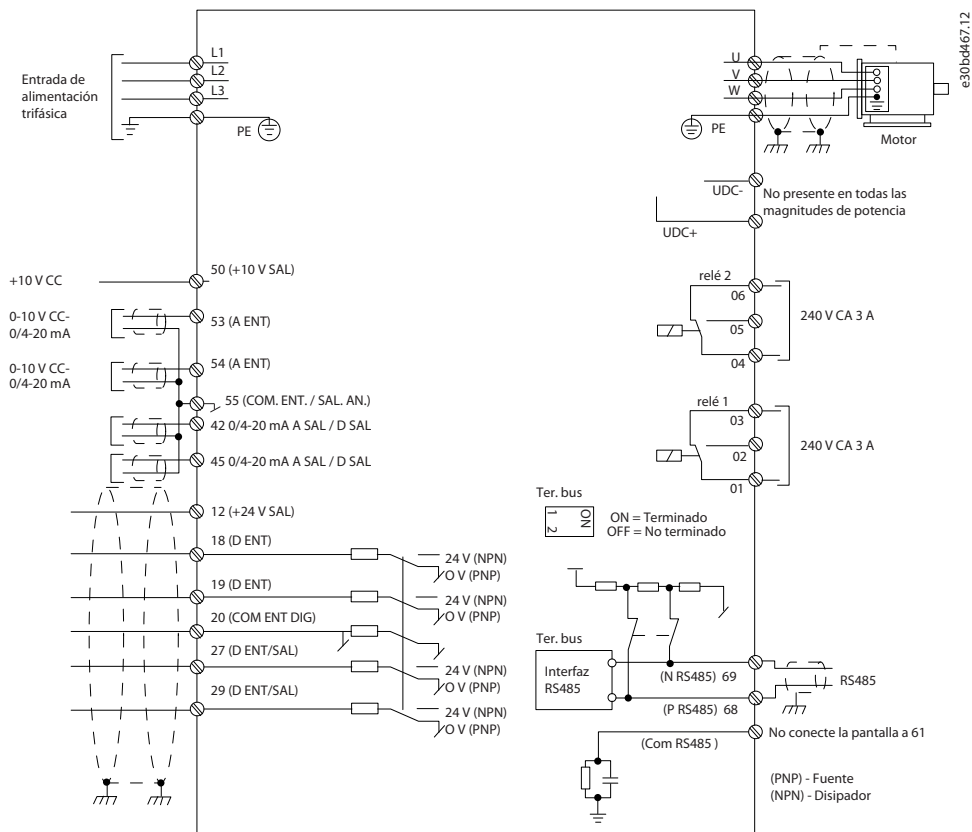 e30bd467.12
Entrada de
alimentación
trifásica
L1
L2
L3
PE
U
V
W
PE
Motor
UDC-
No presente en todas las
magnitudes de potencia
UDC+
+10 V CC
50 (+10 V SAL)
0-10 V CC-
0/4-20 mA
53 (A ENT)
0-10 V CC-
0/4-20 mA
54 (A ENT)
55 (COM. ENT. / SAL. AN.)
42 0/4-20 mA A SAL / D SAL
45 0/4-20 mA A SAL / D SAL
12 (+24 V SAL)
18 (D ENT)
24 V (NPN)
O V (PNP)
19 (D ENT)
24 V (NPN)
O V (PNP)
20 (COM ENT DIG)
27 (D ENT/SAL)
24 V (NPN)
O V (PNP)
29 (D ENT/SAL)
24 V (NPN)
O V (PNP)
relé 2
06
05
04
240 V CA 3 A
relé 1
03
02
01
240 V CA 3 A
Ter. bus
1
2
ON
ON = Terminado
OFF = No terminado
Ter. bus
Interfaz
RS485
(N RS485) 69
(P RS485) 68
RS485
(Com RS485 )
No conecte la pantalla a 61
(PNP) - Fuente
(NPN) - Disipador